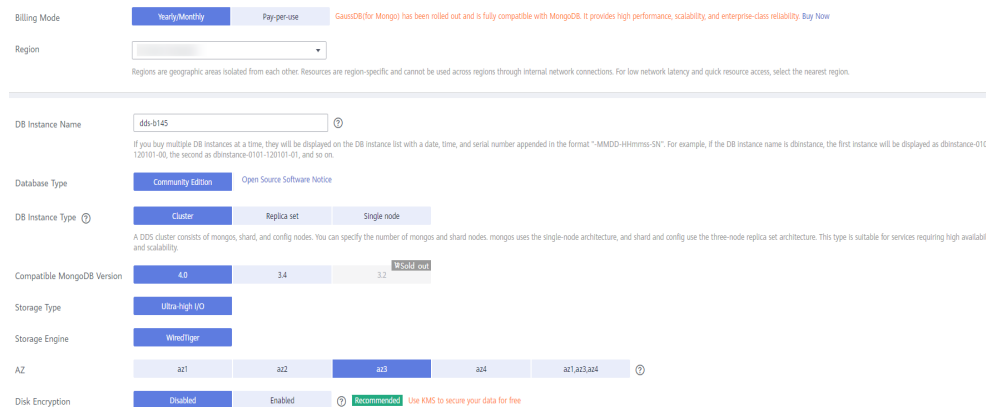 Billing Mode Yearly/Monthly Pay-per-use GaussDB(for Mongo) has been rolled out and is fully compatible with MongoDB. It provides high performance, scalability, and enterprise-class reliability. Buy Now
Region
Regions are geographic areas isolated from each other. Resources are region-specific and cannot be used across regions through internal network connections. For low network latency and quick resource access, select the nearest region.
DB Instance Name dds-b145 ?
If you buy multiple DB instances at a time, they will be displayed on the DB instance list with a date, time, and serial number appended in the format "-MMDD-HHmmss-SN". For example, if the DB instance name is dbinstance, the first instance will be displayed as dbinstance-010
120101-00, the second as dbinstance-0101-120101-01, and so on.
Database Type Community Edition Open Source Software Notice
DB Instance Type ? Cluster Replica set Single node
A DDS cluster consists of mongos, shard, and config nodes. You can specify the number of mongos and shard nodes. mongos uses the single-node architecture, and shard and config use the three-node replica set architecture. This type is suitable for services requiring high availabil
and scalability.
Sold out
Compatible MongoDB Version 4.0 3.4 3.2
Storage Type Ultra-high I/O
Storage Engine WiredTiger
AZ az1 az2 az3 az4 az1,az3,az4 ?
Disk Encryption Disabled Enabled ? Recommended Use KMS to secure your data for free